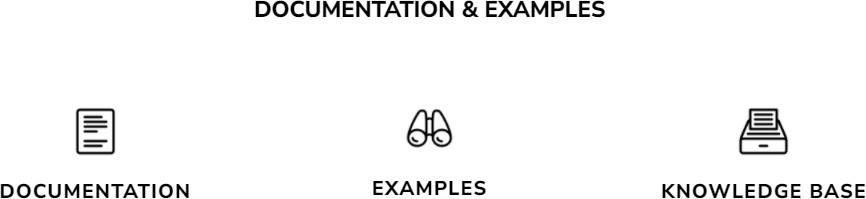 DOCUMENTATION & EXAMPLES
DOCUMENTATION
EXAMPLES
KNOWLEDGE BASE